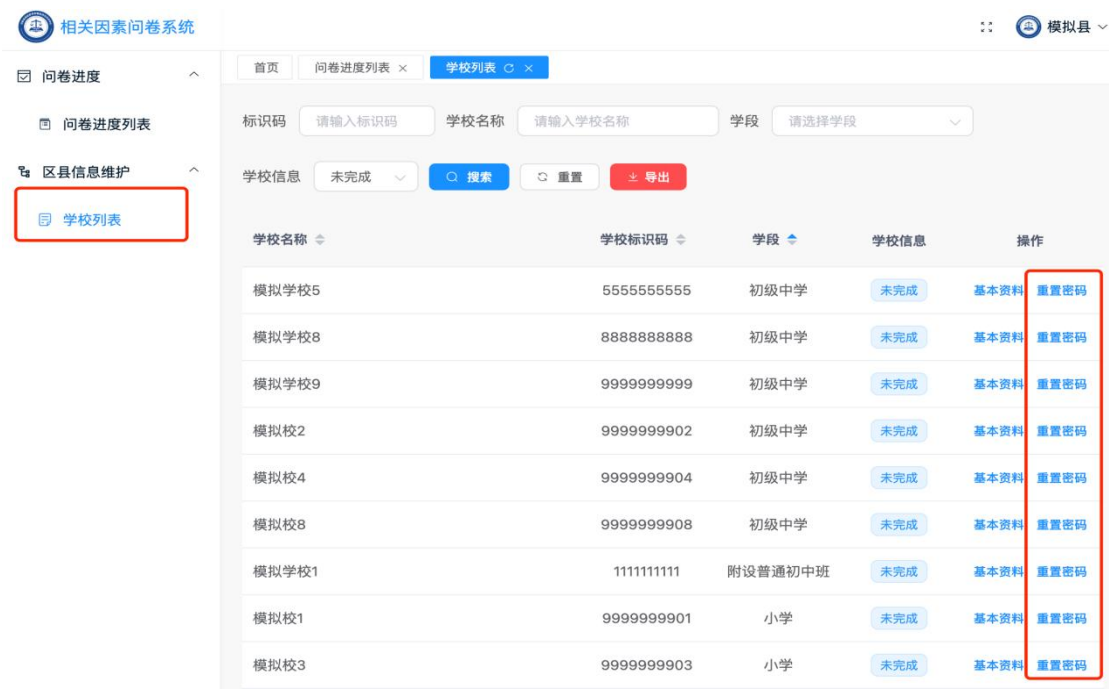 相关因素问卷系统
模拟县
问卷进度
问卷进度列表
区县信息维护
学校列表
首页 问卷进度列表 学校列表
标识码 请输入标识码 学校名称 请输入学校名称 学段 请选择学段
学校信息 未完成 搜索 重置 导出
学校名称 学校标识码 学段 学校信息 操作
模拟学校5 5555555555 初级中学 未完成 基本资料 重置密码
模拟学校8 8888888888 初级中学 未完成 基本资料 重置密码
模拟学校9 9999999999 初级中学 未完成 基本资料 重置密码
模拟校2 9999999902 初级中学 未完成 基本资料 重置密码
模拟校4 9999999904 初级中学 未完成 基本资料 重置密码
模拟校8 9999999908 初级中学 未完成 基本资料 重置密码
模拟学校1 1111111111 附设普通初中班 未完成 基本资料 重置密码
模拟校1 9999999901 小学 未完成 基本资料 重置密码
模拟校3 9999999903 小学 未完成 基本资料 重置密码